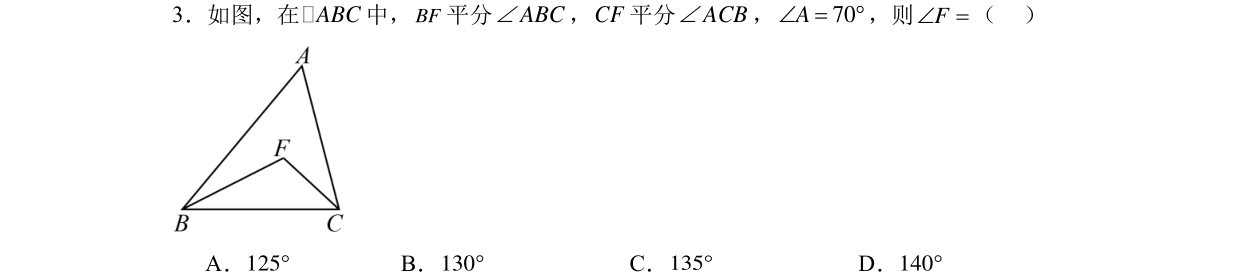 3．如图，在□ABC 中，BF 平分∠ABC，CF 平分∠ACB，∠A = 70°，则∠F =（ ）
A
F
B C
A．125° B．130° C．135° D．140°